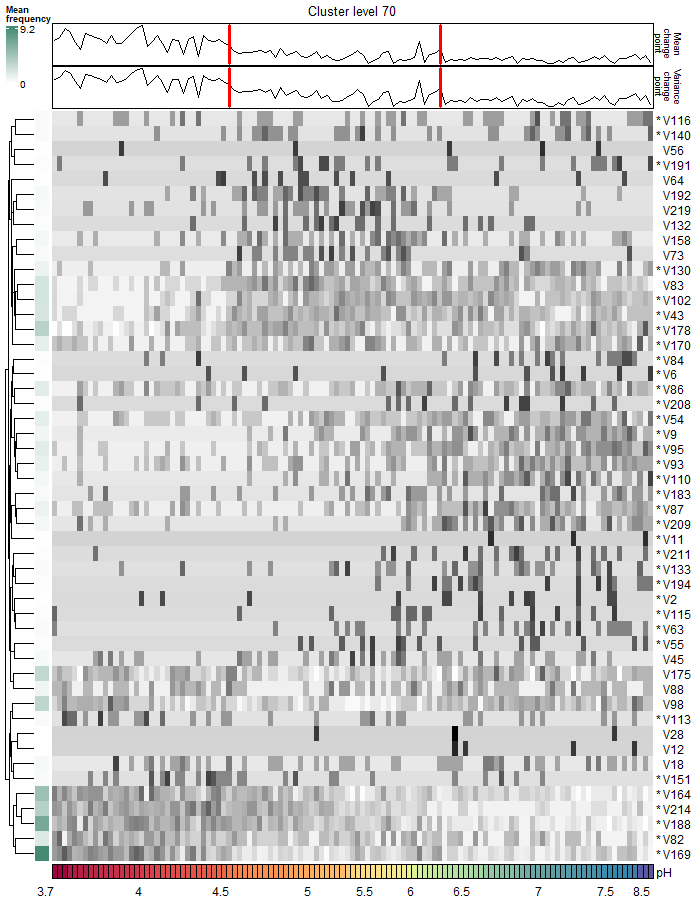 Mean
frequency
9.2
0
Cluster level 70
Mean
change
point
Variance
change
point
* V116
* V140
V56
* V191
V64
V192
V219
V132
V158
V73
* V130
V83
* V102
* V43
* V178
* V170
* V84
* V6
* V86
* V208
* V54
* V9
* V95
* V93
* V110
* V183
* V87
* V209
* V11
* V211
* V133
* V194
* V2
* V115
* V63
* V55
V45
V175
V88
V98
* V113
V28
V12
V18
* V151
* V164
* V214
* V188
* V82
* V169
pH
3.7 4 4.5 5 5.5 6 6.5 7 7.5 8.5